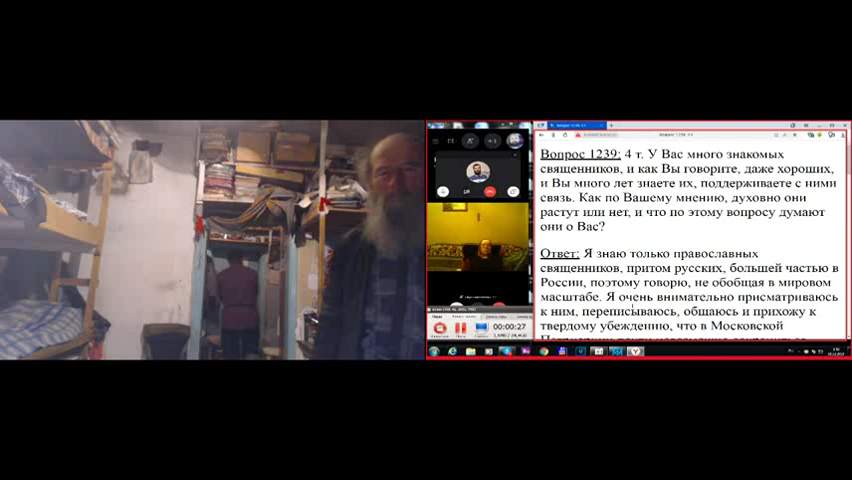 00:00:27
Вопрос 1239: 4 т. У Вас много знакомых
священников, и как Вы говорите, даже хороших,
и Вы много лет знаете их, поддерживаете с ними
связь. Как по Вашему мнению, духовно они
растут или нет, и что по этому вопросу думают
они о Вас?
Ответ: Я знаю только православных
священников, притом русских, большей частью в
России, поэтому говорю, не обобщая в мировом
масштабе. Я очень внимательно присматриваюсь
к ним, переписываюсь, общаюсь и прихожу к
твердому убеждению, что в Московской